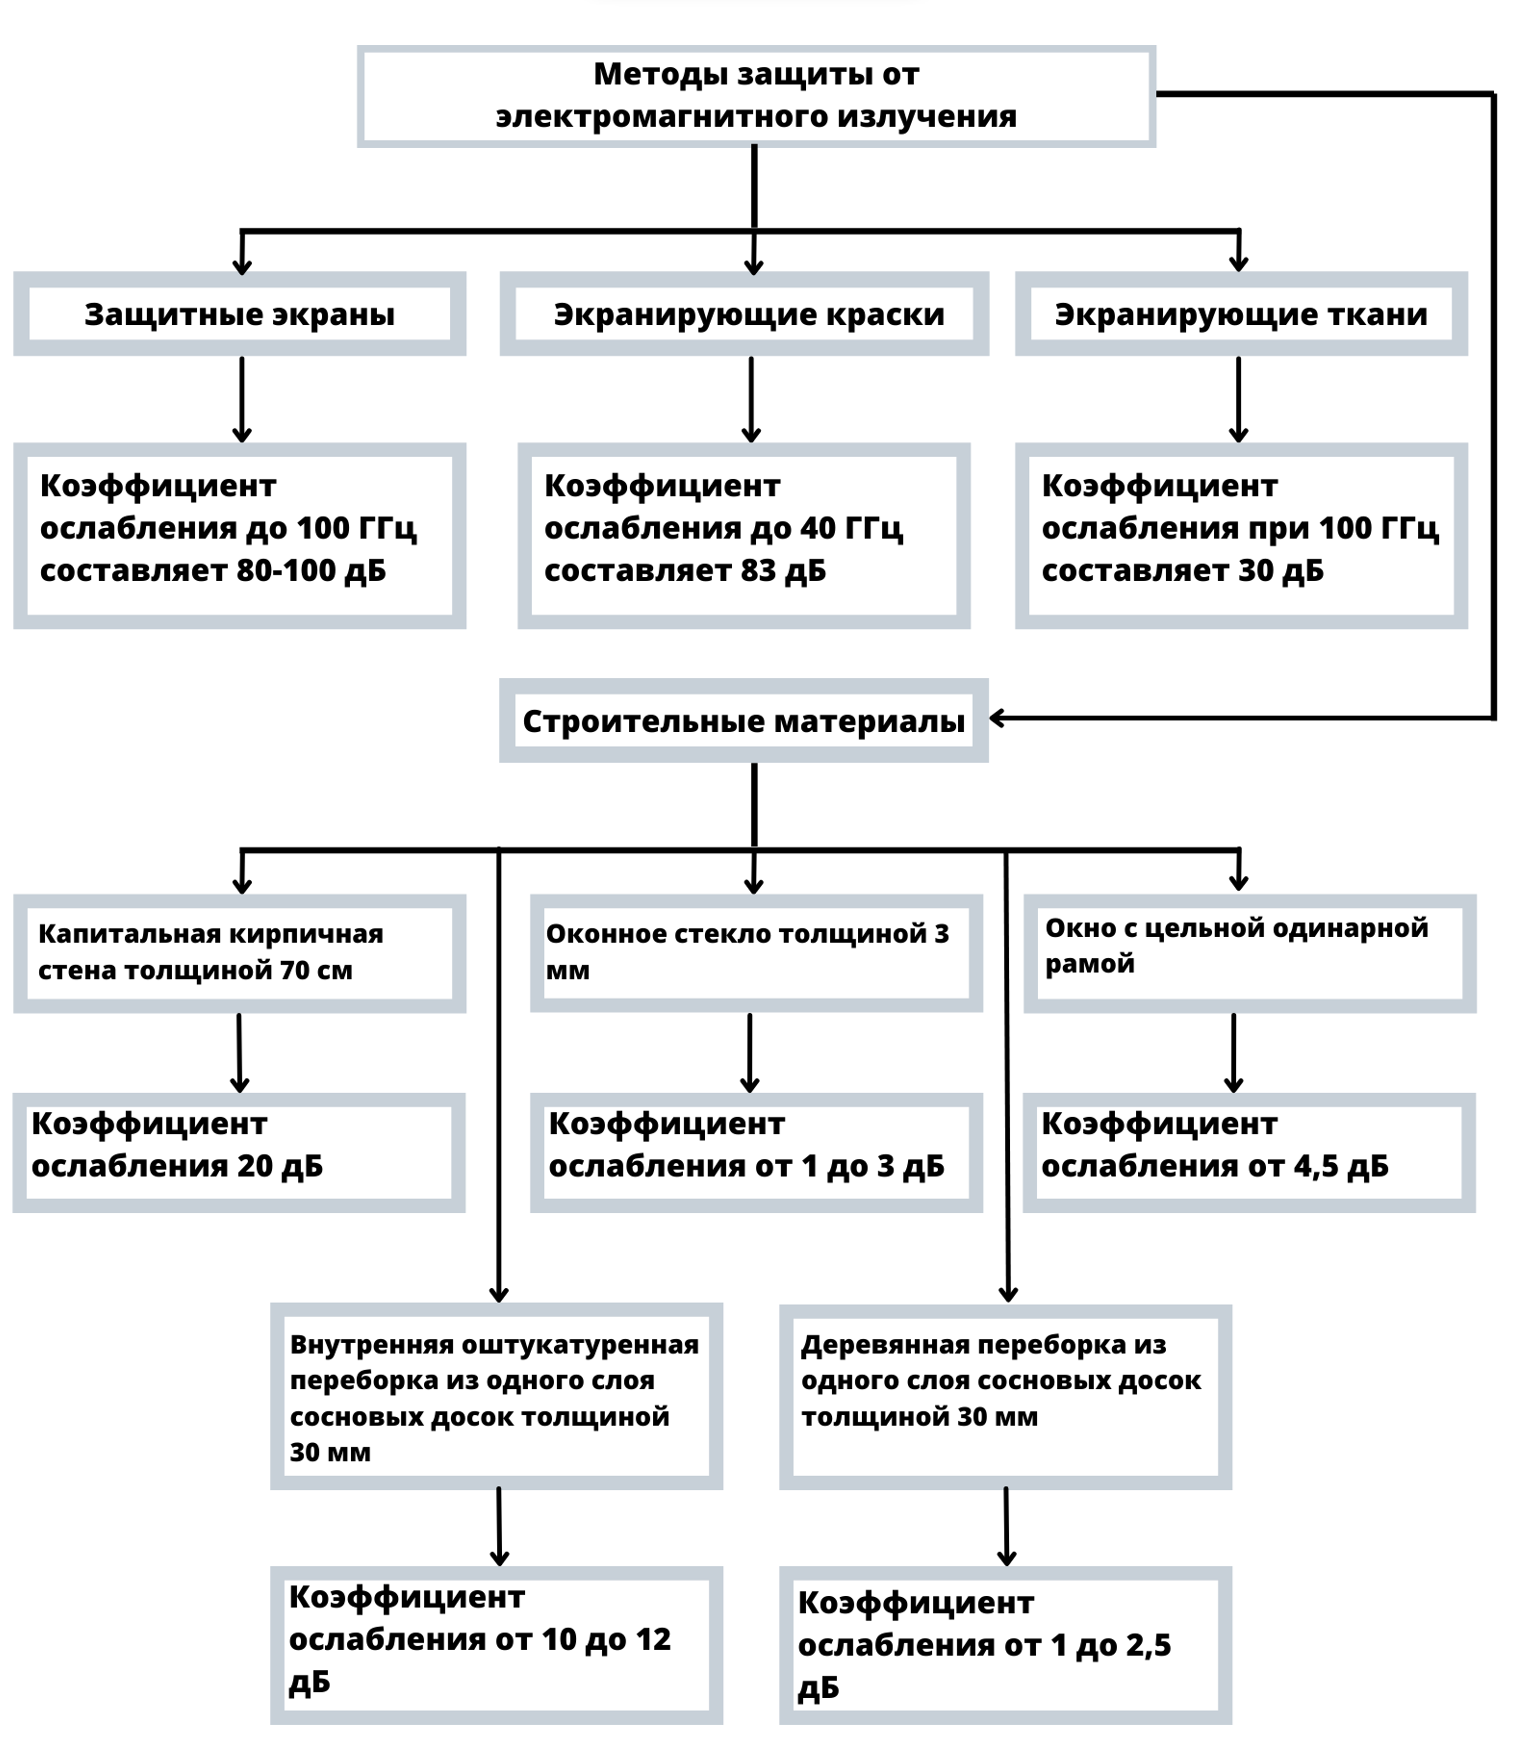 Методы защиты от
электромагнитного излучения
Защитные экраны
Экранирующие краски
Экранирующие ткани
Коэффициент
ослабления до 100 ГГц
составляет 80-100 дБ
Коэффициент
ослабления до 40 ГГц
составляет 83 дБ
Коэффициент
ослабления при 100 ГГц
составляет 30 дБ
Строительные материалы
Капитальная кирпичная
стена толщиной 70 см
Оконное стекло толщиной 3
мм
Окно с цельной одинарной
рамой
Коэффициент
ослабления 20 дБ
Коэффициент
ослабления от 1 до 3 дБ
Коэффициент
ослабления от 4,5 дБ
Внутренняя оштукатуренная
переборка из одного слоя
сосновых досок толщиной
30 мм
Деревянная переборка из
одного слоя сосновых досок
толщиной 30 мм
Коэффициент
ослабления от 10 до 12
дБ
Коэффициент
ослабления от 1 до 2,5
дБ